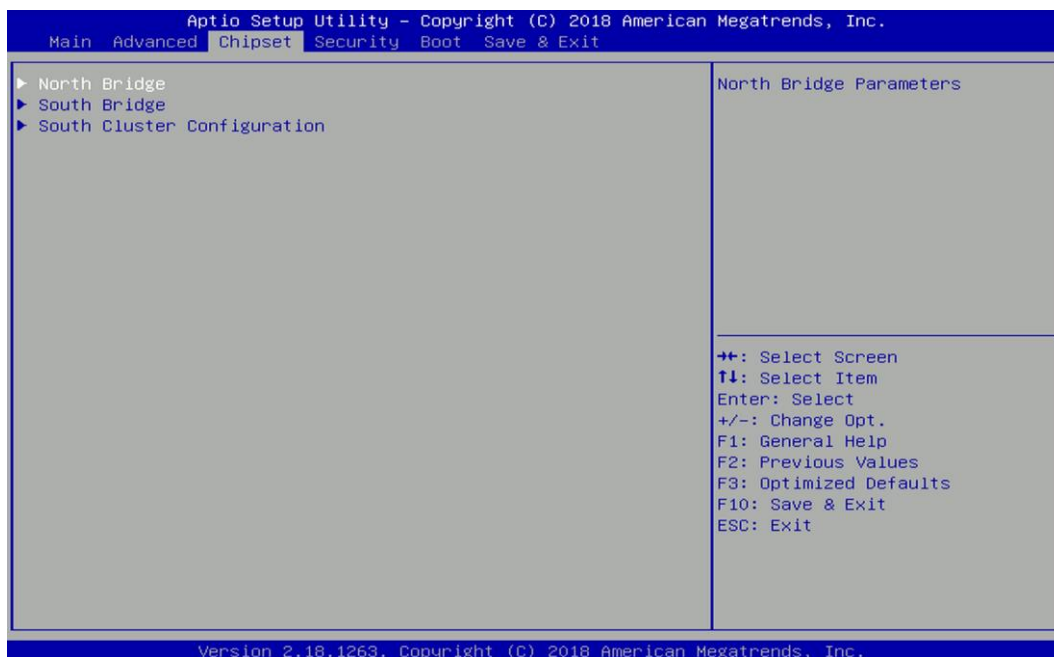 Aptio Setup Utility – Copyright (C) 2018 American Megatrends, Inc.
Main Advanced Chipset Security Boot Save & Exit
► North Bridge
► South Bridge
► South Cluster Configuration
North Bridge Parameters
→←: Select Screen
↑↓: Select Item
Enter: Select
+/-: Change Opt.
F1: General Help
F2: Previous Values
F3: Optimized Defaults
F10: Save & Exit
ESC: Exit
Version 2.18.1263. Copyright (C) 2018 American Megatrends, Inc.